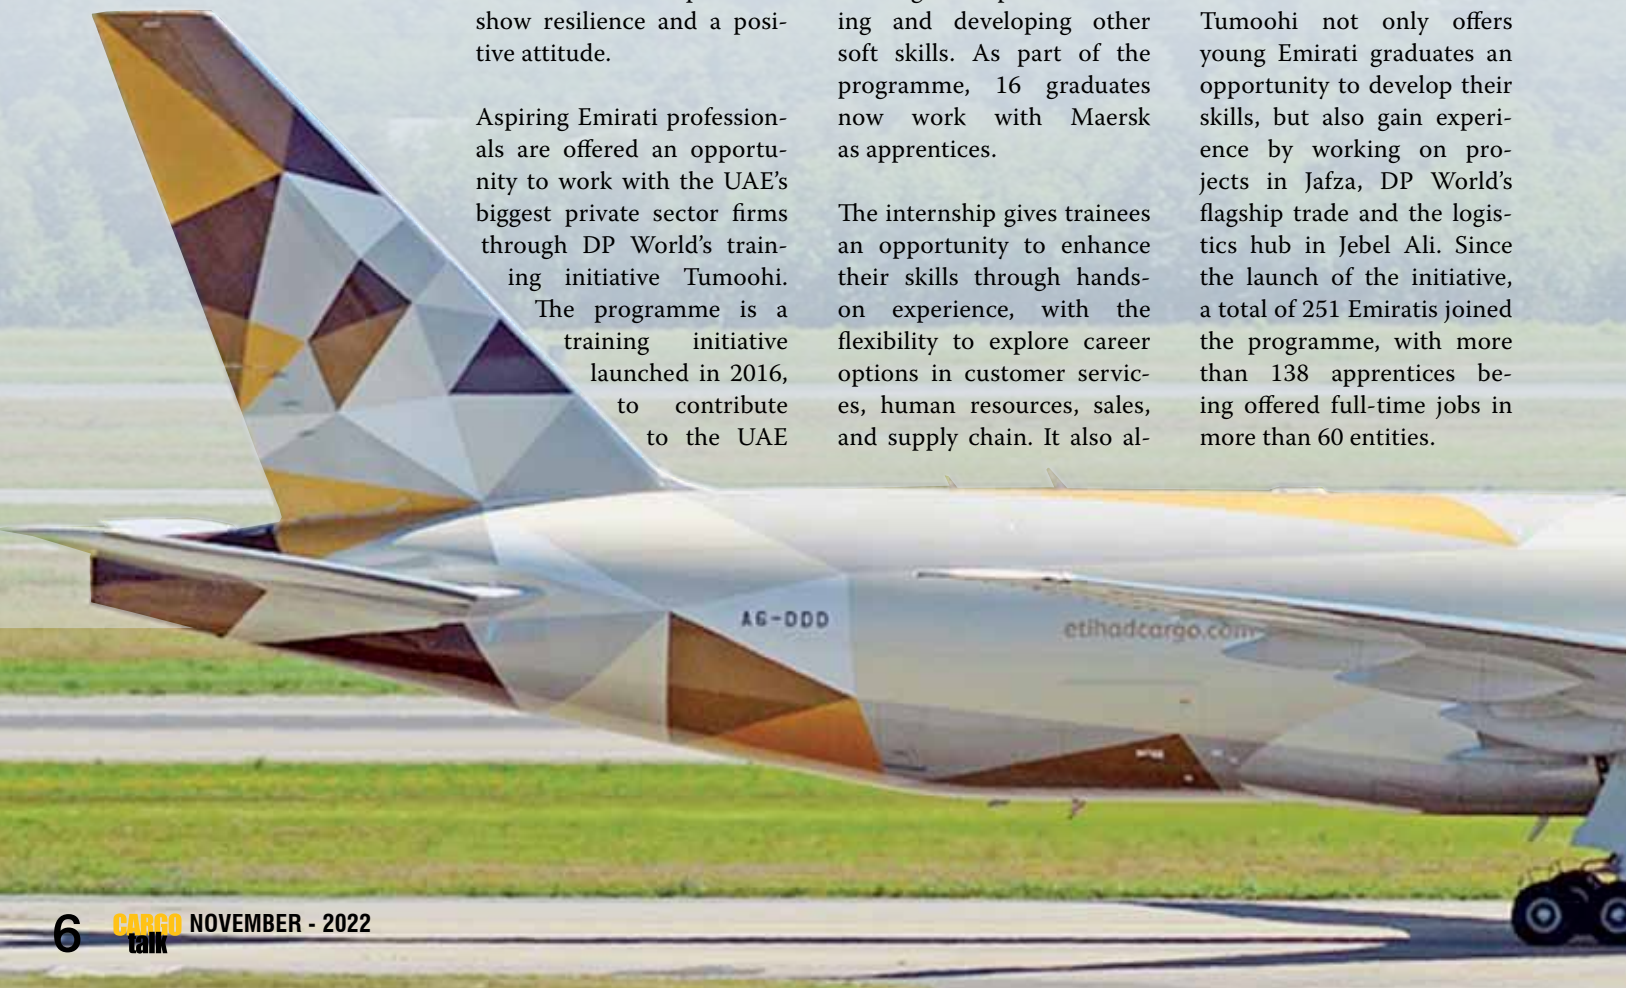 show resilience and a posi-
tive attitude.
Aspiring Emirati profession-
als are offered an opportu-
nity to work with the UAE's
biggest private sector firms
through DP World's train-
ing initiative Tumoohi.
The programme is a
training initiative
launched in 2016,
to contribute
to the UAE
ing and developing other
soft skills. As part of the
programme, 16 graduates
now work with Maersk
as apprentices.
The internship gives trainees
an opportunity to enhance
their skills through hands-
on experience, with the
flexibility to explore career
options in customer servic-
es, human resources, sales,
and supply chain. It also al-
Tumoohi not only offers
young Emirati graduates an
opportunity to develop their
skills, but also gain experi-
ence by working on pro-
jects in Jafza, DP World's
flagship trade and the logis-
tics hub in Jebel Ali. Since
the launch of the initiative,
a total of 251 Emiratis joined
the programme, with more
than 138 apprentices be-
ing offered full-time jobs in
more than 60 entities.
A6-DDD
etihadcargo.com
6 CARGO talk NOVEMBER - 2022